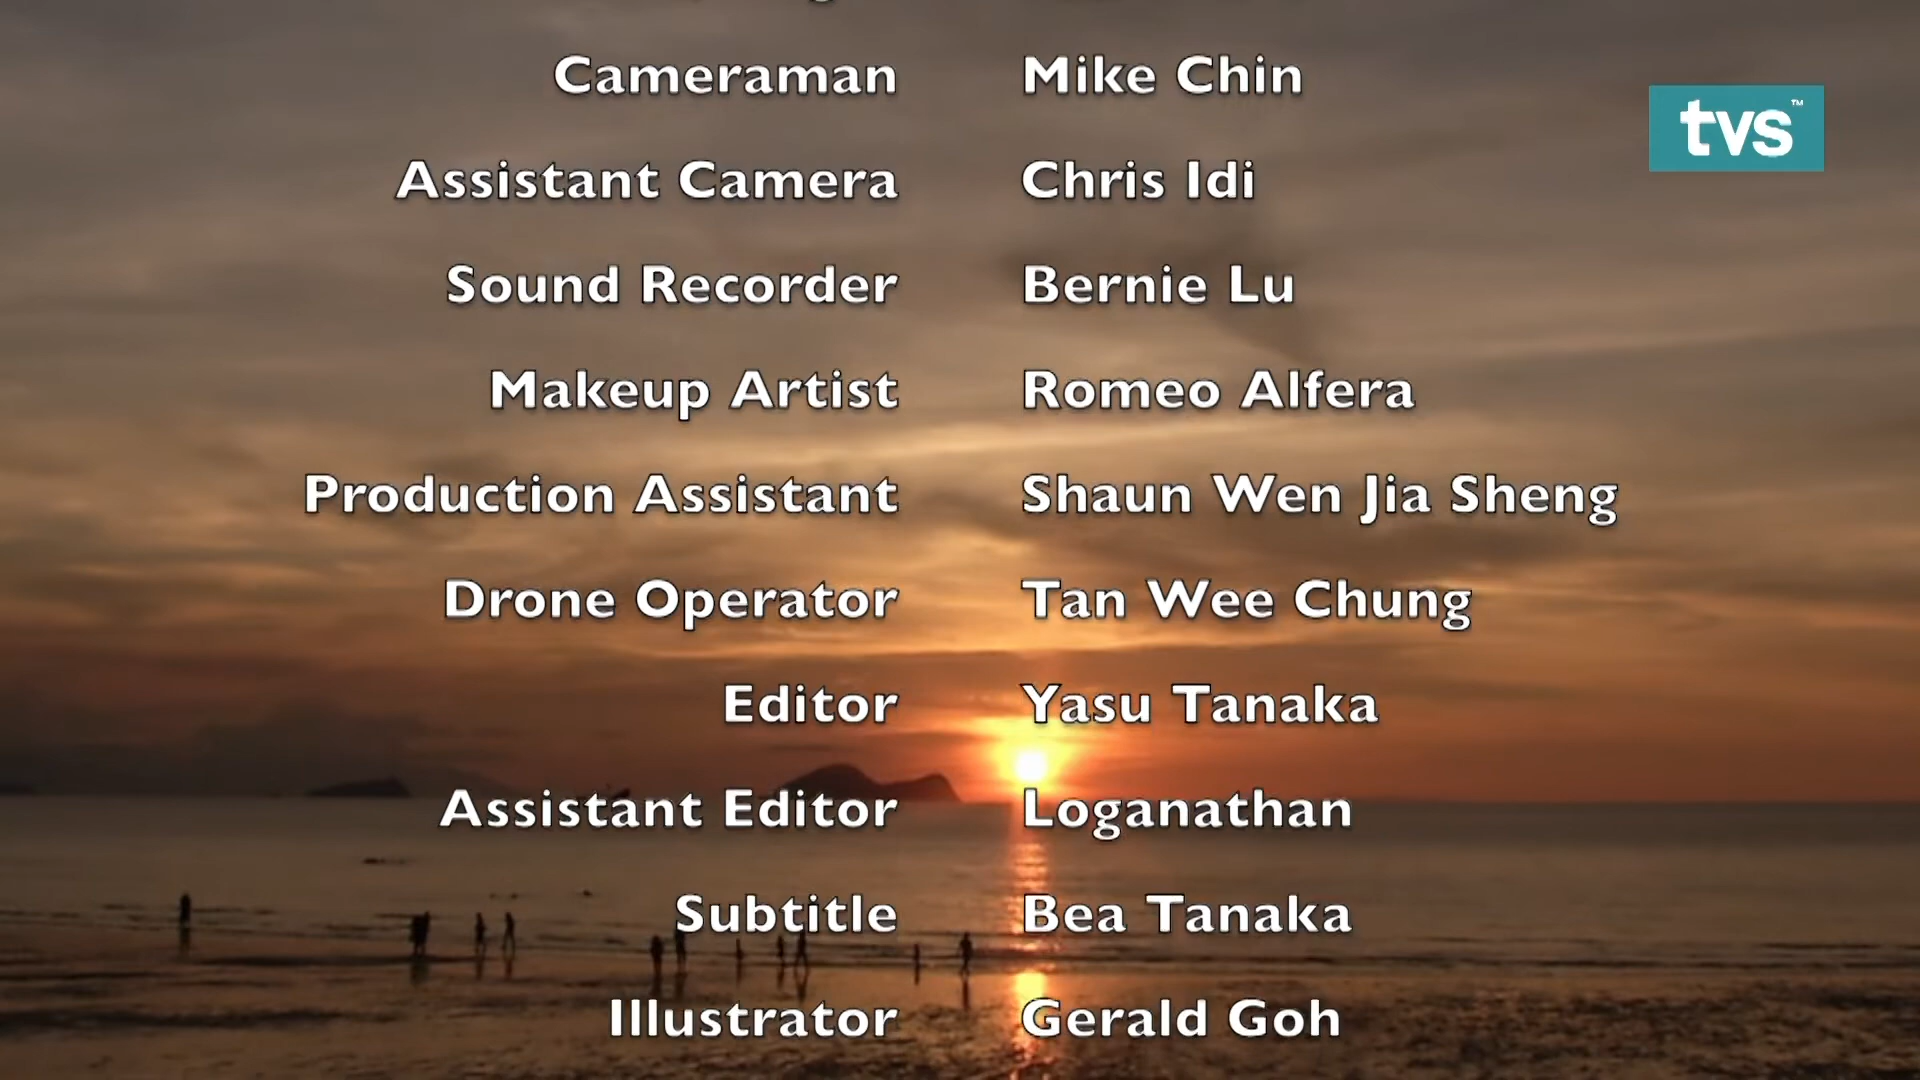 Cameraman Mike Chin
tvs™
Assistant Camera Chris Idi
Sound Recorder Bernie Lu
Makeup Artist Romeo Alfera
Production Assistant Shaun Wen Jia Sheng
Drone Operator Tan Wee Chung
Editor Yasu Tanaka
Assistant Editor Loganathan
Subtitle Bea Tanaka
Illustrator Gerald Goh